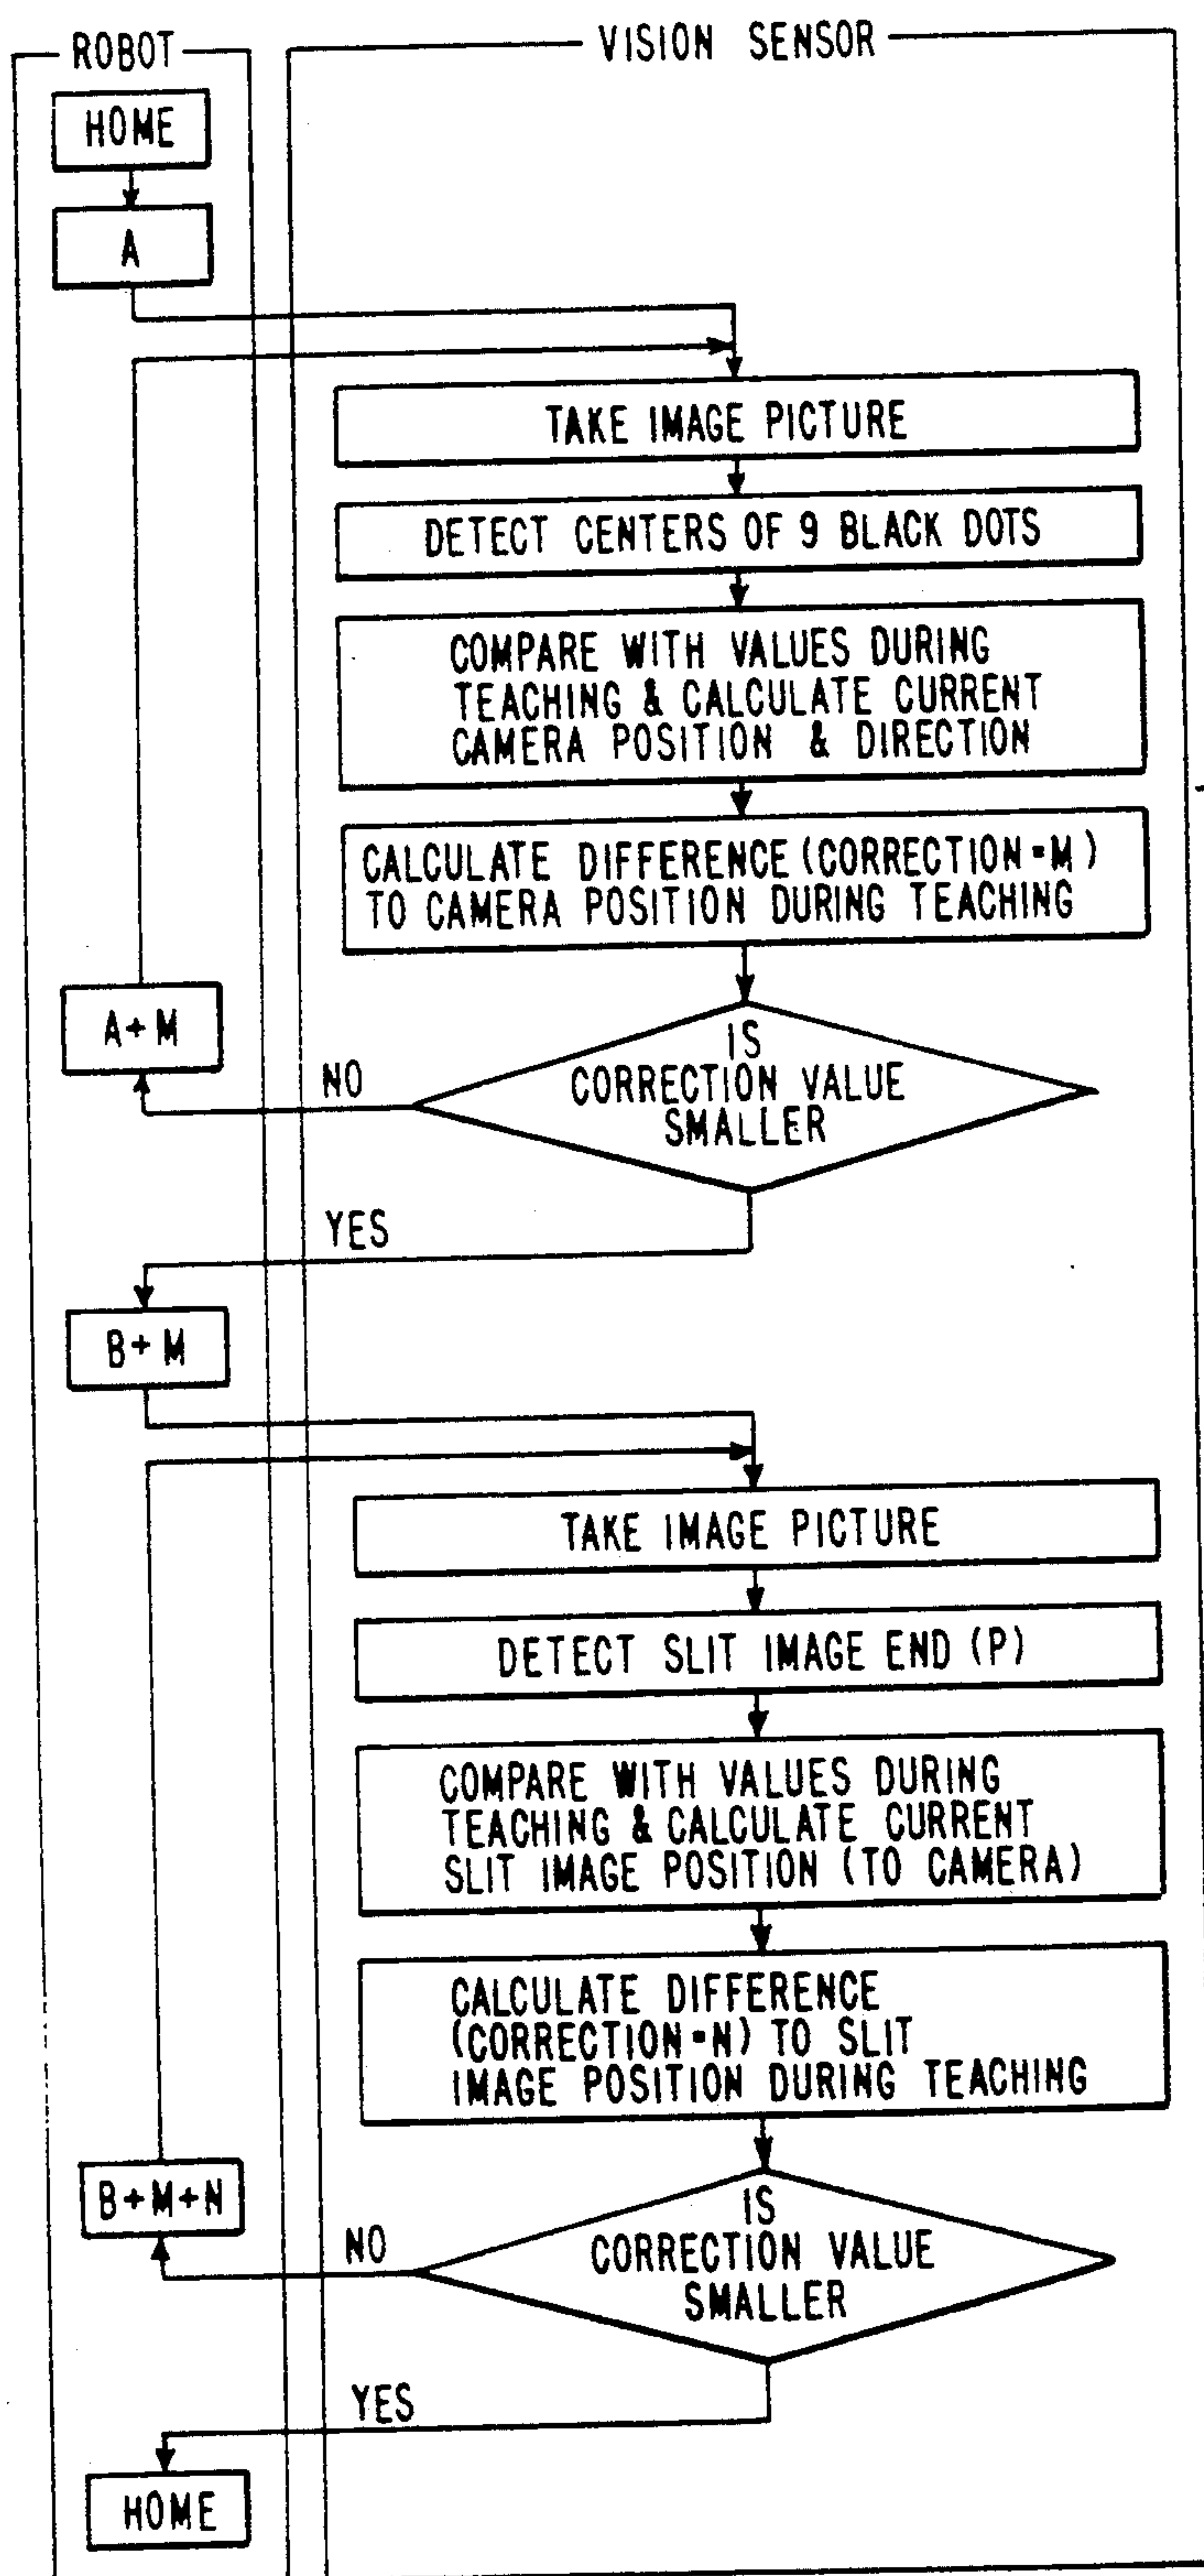 ROBOT
VISION SENSOR
HOME
A
TAKE IMAGE PICTURE
DETECT CENTERS OF 9 BLACK DOTS
COMPARE WITH VALUES DURING
TEACHING & CALCULATE CURRENT
CAMERA POSITION & DIRECTION
CALCULATE DIFFERENCE (CORRECTION=M)
TO CAMERA POSITION DURING TEACHING
A+M
IS
CORRECTION VALUE
SMALLER
NO
YES
B+M
TAKE IMAGE PICTURE
DETECT SLIT IMAGE END (P)
COMPARE WITH VALUES DURING
TEACHING & CALCULATE CURRENT
SLIT IMAGE POSITION (TO CAMERA)
CALCULATE DIFFERENCE
(CORRECTION=N) TO SLIT
IMAGE POSITION DURING TEACHING
B+M+N
IS
CORRECTION VALUE
SMALLER
NO
YES
HOME